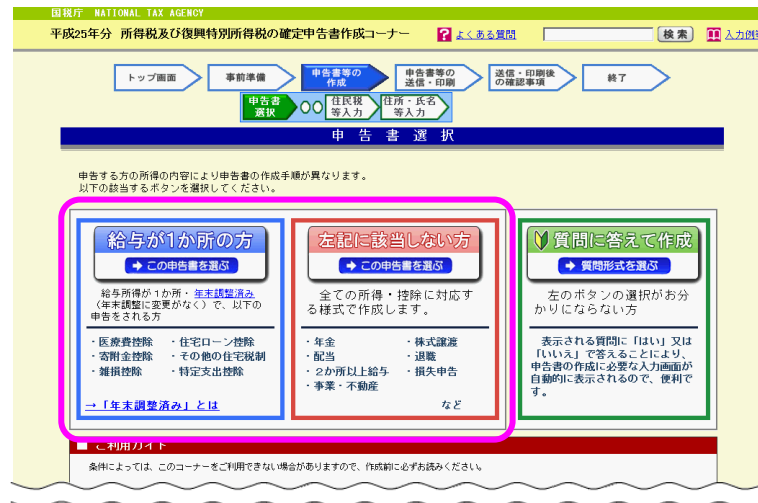 国税庁 NATIONAL TAX AGENCY
平成25年分 所得税及び復興特別所得税の確定申告書作成コーナー
? よくある質問
検索
入力例
トップ画面
事前準備
申告書等の
作成
申告書等の
送信・印刷
送信・印刷後
の確認事項
終了
申告書
選択
○○
住民税
等入力
住所・氏名
等入力
申告書選択
申告する方の所得の内容により申告書の作成手順が異なります。
以下の該当するボタンを選択してください。
給与が1か所の方
この申告書を選ぶ
給与所得が1か所・年末調整済み
(年末調整に変更がなく)で、以下の
申告をされる方
・医療費控除 ・住宅ローン控除
・寄附金控除 ・その他の住宅税制
・雑損控除 ・特定支出控除
→「年末調整済み」とは
左記に該当しない方
この申告書を選ぶ
全ての所得・控除に対応す
る様式で作成します。
・年金 ・株式譲渡
・配当 ・退職
・2か所以上給与 ・損失申告
・事業・不動産
など
質問に答えて作成
質問形式を選ぶ
左のボタンの選択がお分
かりにならない方
表示される質問に「はい」又は
「いいえ」で答えることにより、
申告書の作成に必要な入力画面が
自動的に表示されるので、便利で
す。
■ ご利用ガイド
条件によっては、このコーナーをご利用できない場合がありますので、作成前に必ずお読みください。